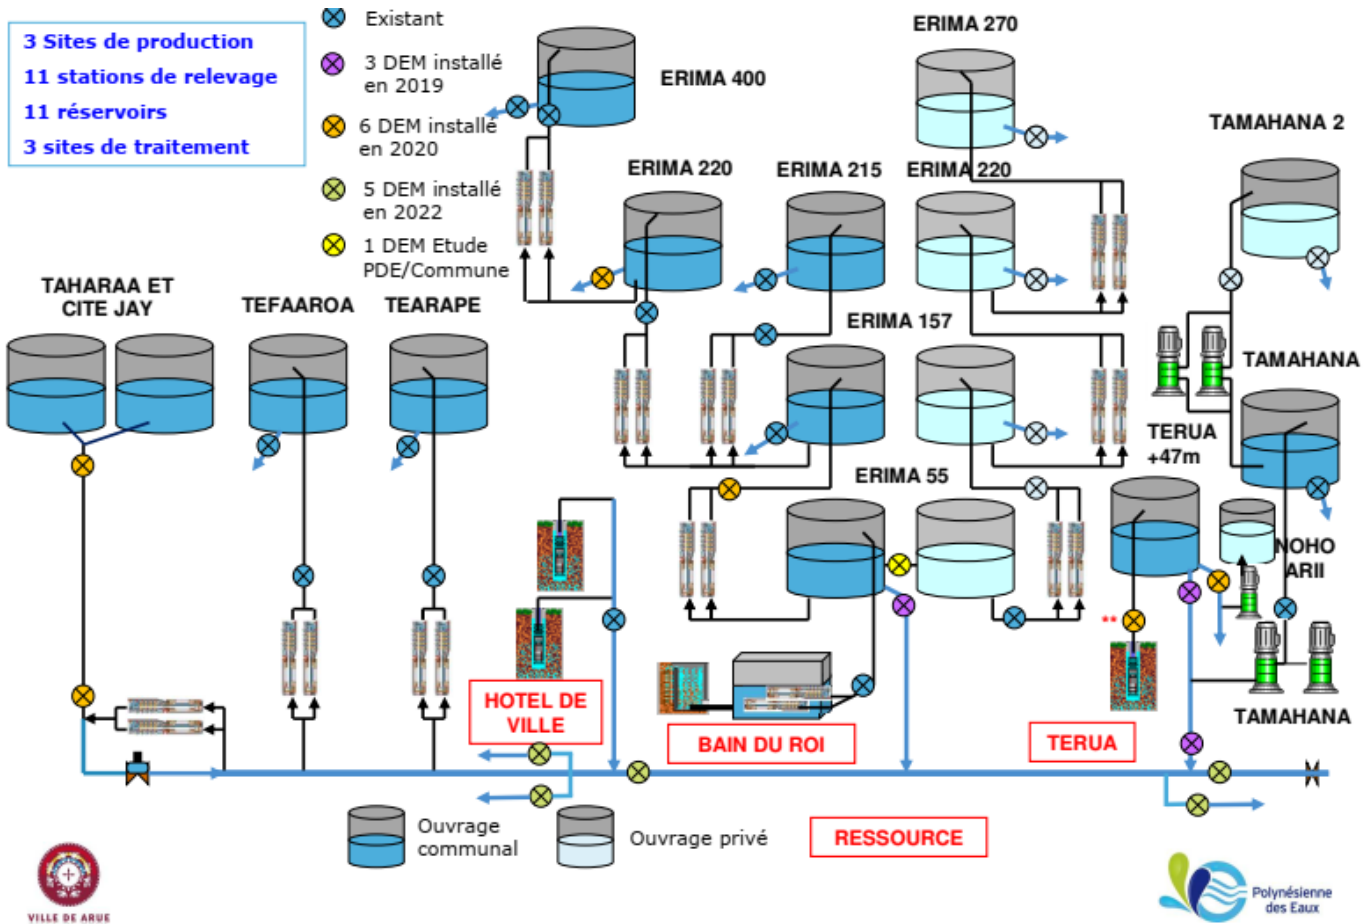 3 Sites de production
11 stations de relevage
11 réservoirs
3 sites de traitement
Existant
3 DEM installé
en 2019
6 DEM installé
en 2020
5 DEM installé
en 2022
1 DEM Etude
PDE/Commune
ERIMA 400
ERIMA 270
TAMAHANA 2
ERIMA 220
ERIMA 215
ERIMA 220
TAHARAA ET
CITE JAY
TEFAAROA
TEARAPE
ERIMA 157
TAMAHANA
TERUA
+47m
ERIMA 55
NOHO
ARII
**
HOTEL DE
VILLE
BAIN DU ROI
TERUA
TAMAHANA
Ouvrage
communal
Ouvrage privé
RESSOURCE
VILLE DE ARUE
Polynésienne
des Eaux